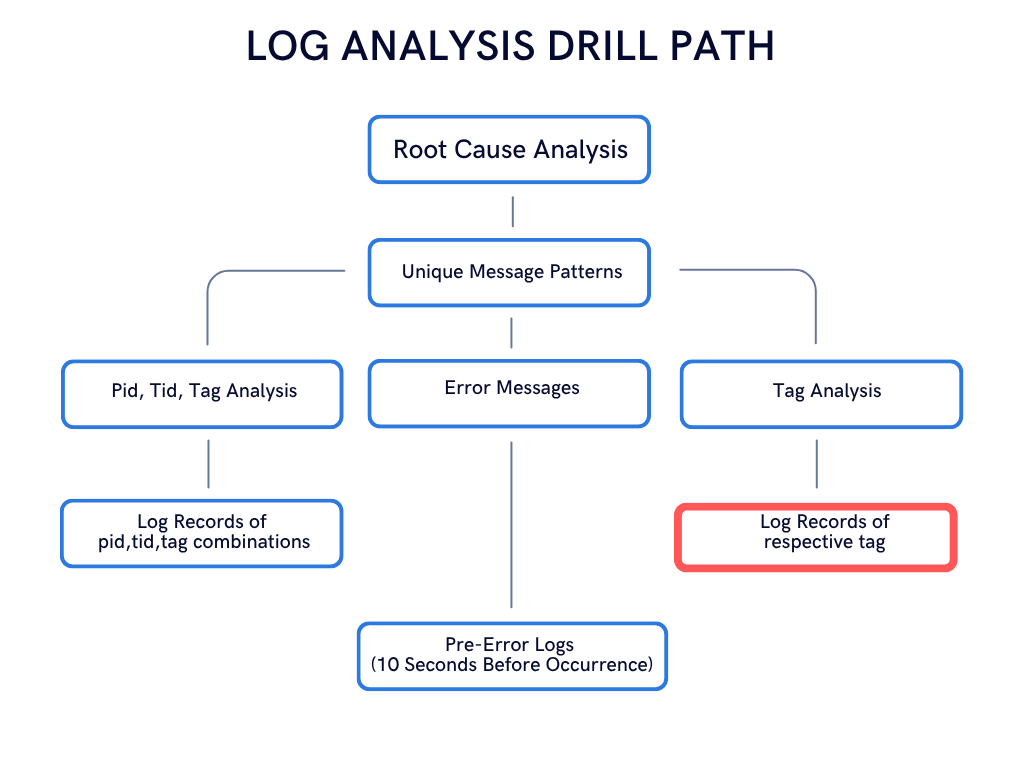 LOG ANALYSIS DRILL PATH
Root Cause Analysis
Unique Message Patterns
Pid, Tid, Tag Analysis
Error Messages
Tag Analysis
Log Records of
pid,tid,tag combinations
Log Records of
respective tag
Pre-Error Logs
(10 Seconds Before Occurrence)